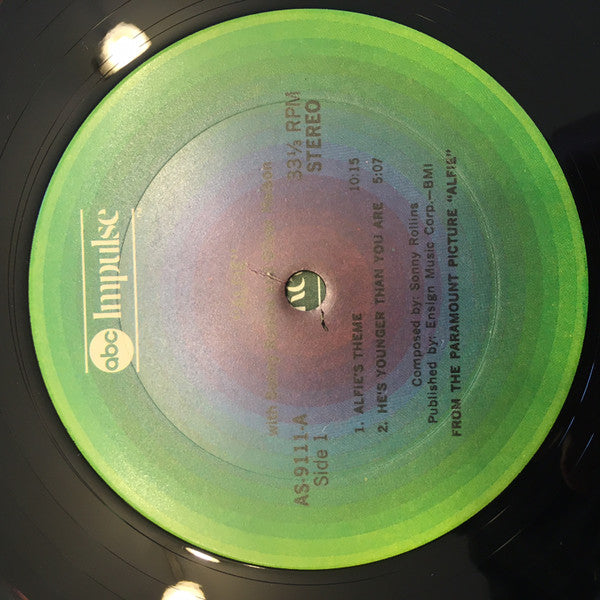 abc Impulse
AS-9111-A
Side 1
33⅓ RPM
STEREO
1. ALFIE'S THEME 10:15
2. HE'S YOUNGER THAN YOU ARE 5:07
Composed by: Sonny Rollins
Published by: Ensign Music Corp.—BMI
FROM THE PARAMOUNT PICTURE "ALFIE"